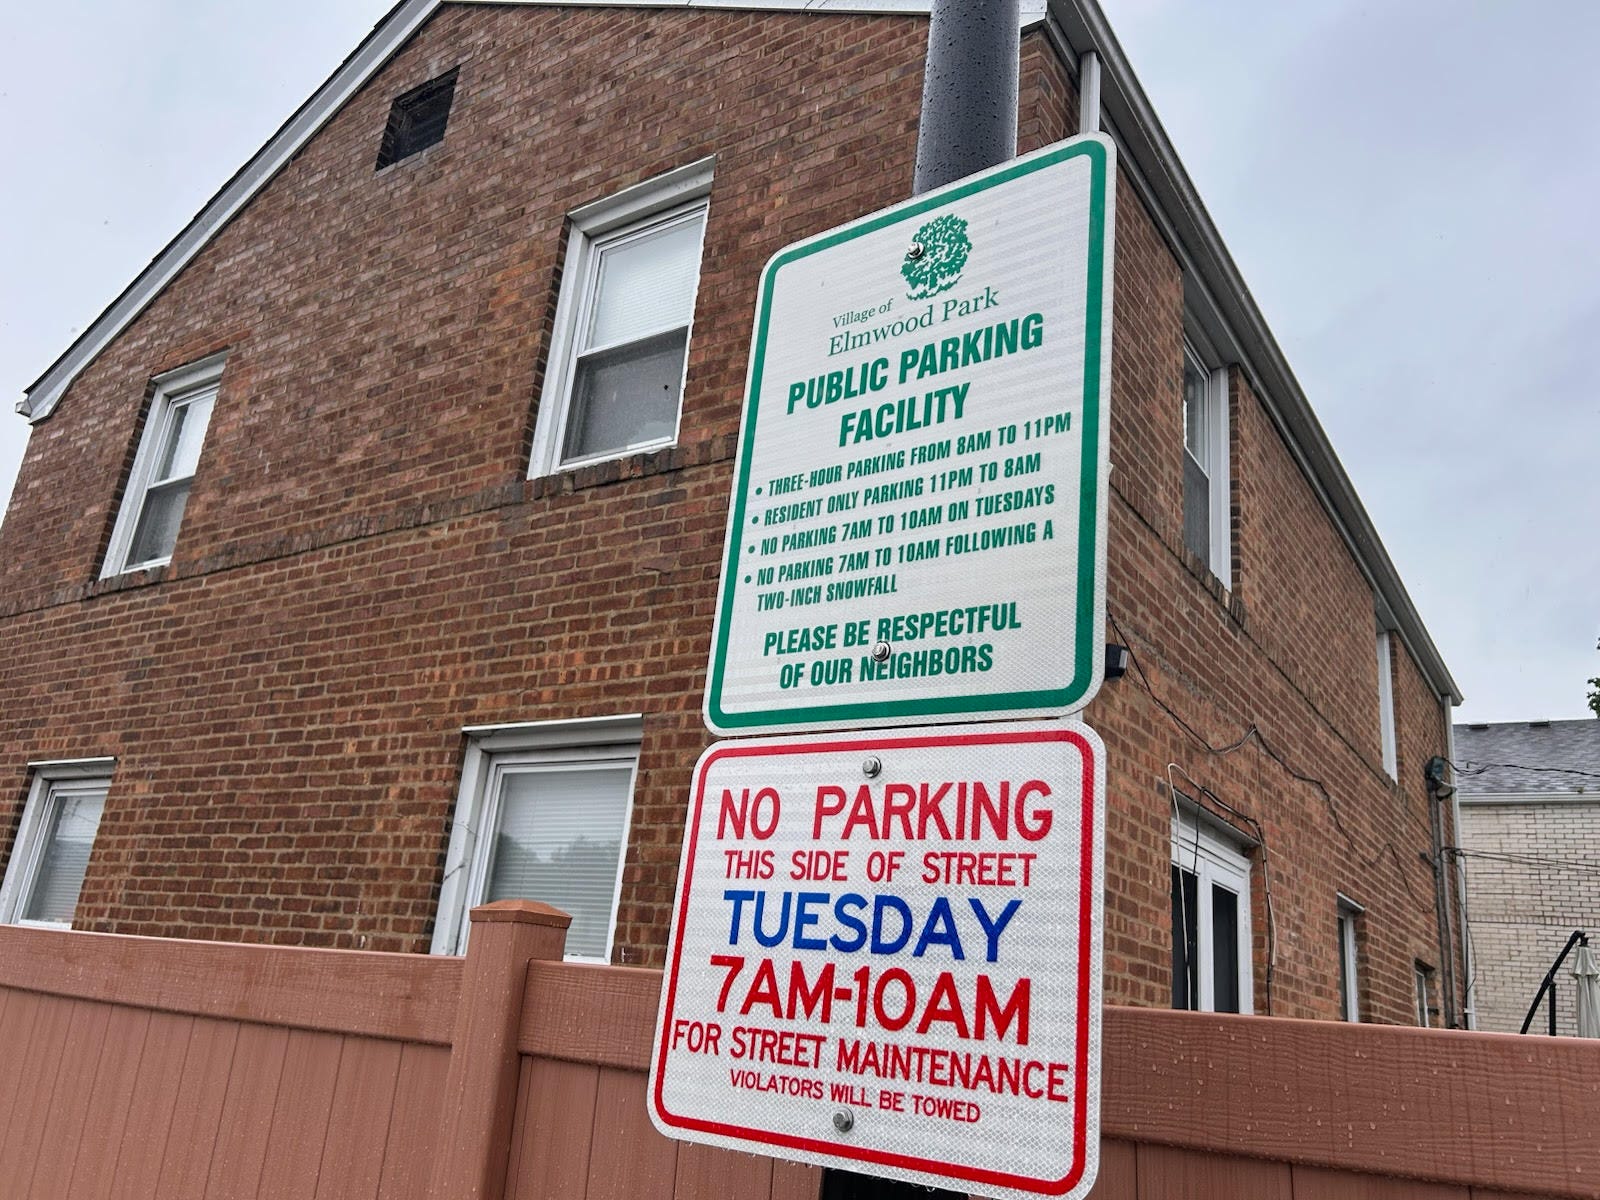 Village of
Elmwood Park
PUBLIC PARKING
FACILITY
• THREE-HOUR PARKING FROM 8AM TO 11PM
• RESIDENT ONLY PARKING 11PM TO 8AM
• NO PARKING 7AM TO 10AM ON TUESDAYS
• NO PARKING 7AM TO 10AM FOLLOWING A
TWO-INCH SNOWFALL
PLEASE BE RESPECTFUL
OF OUR NEIGHBORS
NO PARKING
THIS SIDE OF STREET
TUESDAY
7AM-10AM
FOR STREET MAINTENANCE
VIOLATORS WILL BE TOWED